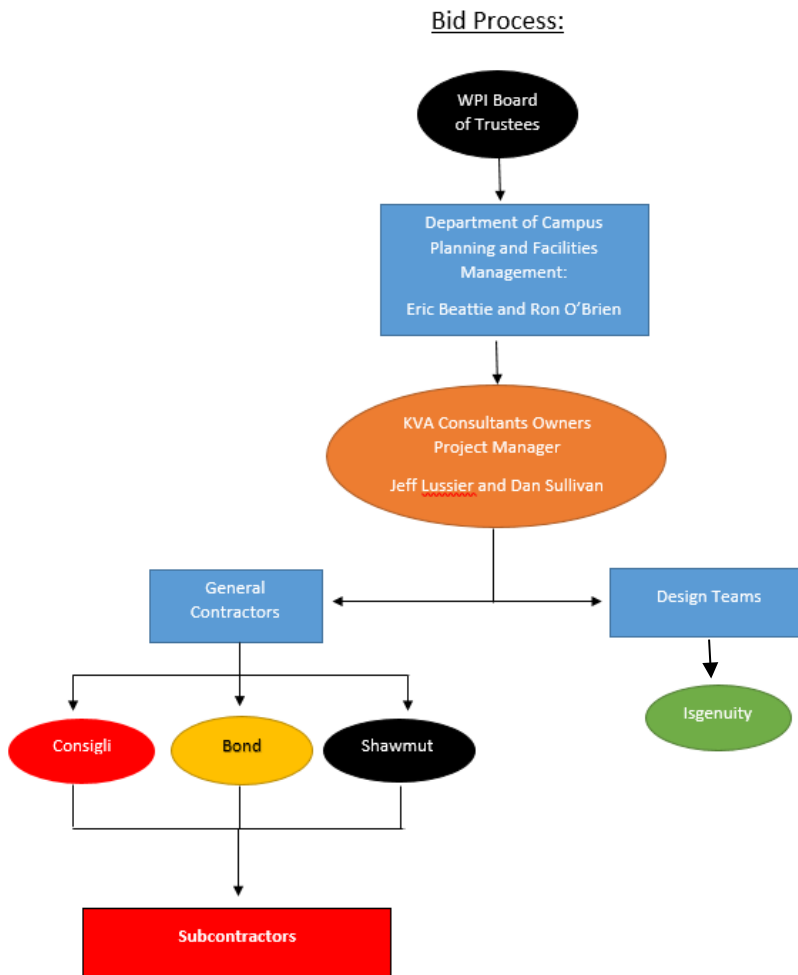 Bid Process:
WPI Board
of Trustees
Department of Campus
Planning and Facilities
Management:
Eric Beattie and Ron O’Brien
KVA Consultants Owners
Project Manager
Jeff Lussier and Dan Sullivan
General
Contractors
Design Teams
Isgenuity
Consigli
Bond
Shawmut
Subcontractors